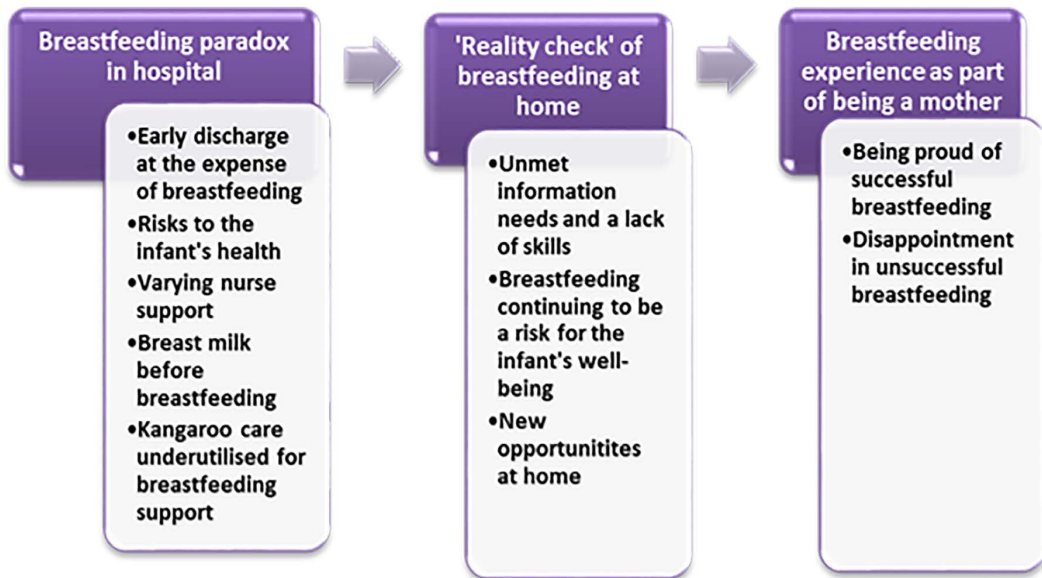 Breastfeeding paradox
in hospital
•Early discharge
at the expense
of breastfeeding
•Risks to the
infant's health
•Varying nurse
support
•Breast milk
before
breastfeeding
•Kangaroo care
underutilised for
breastfeeding
support
'Reality check' of
breastfeeding at
home
•Unmet
information
needs and a lack
of skills
•Breastfeeding
continuing to be
a risk for the
infant's well-
being
•New
opportunitites
at home
Breastfeeding
experience as part
of being a mother
•Being proud of
successful
breastfeeding
•Disappointment
in unsuccessful
breastfeeding